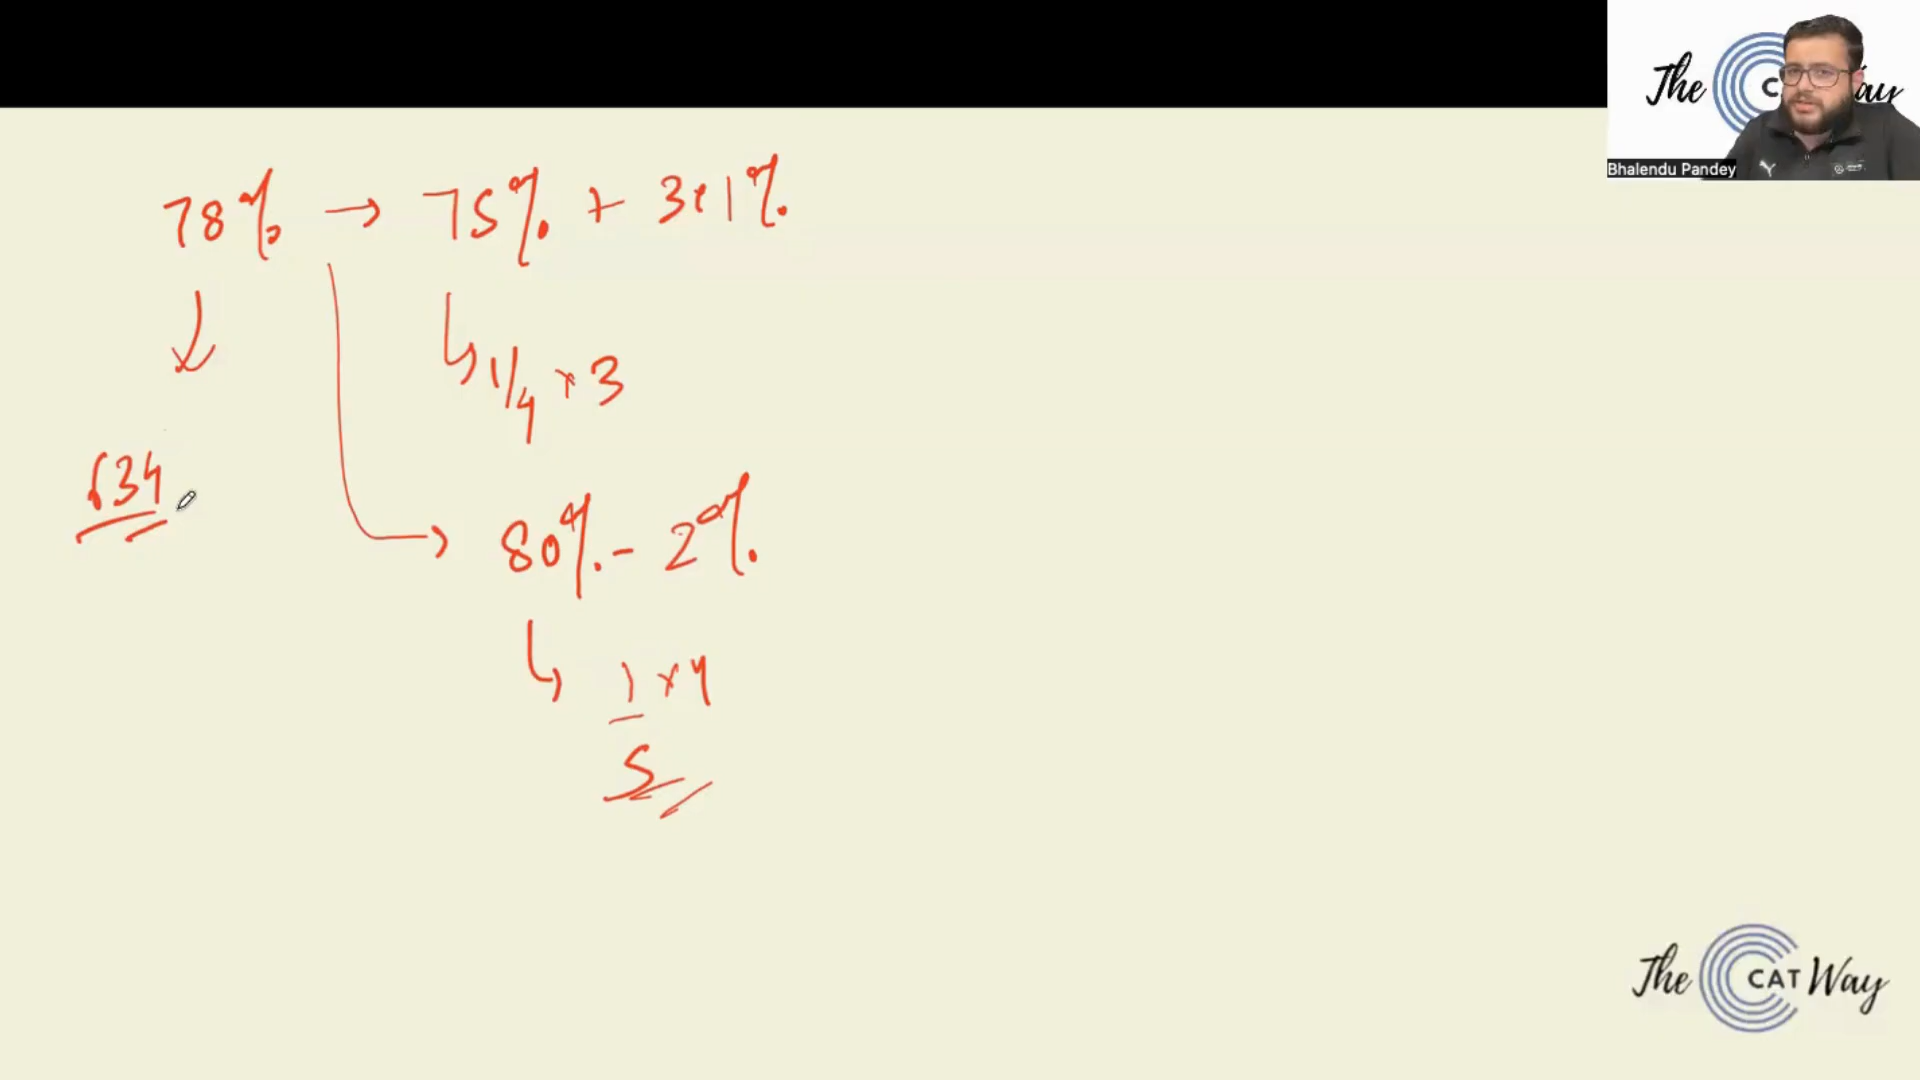 The CAT Way
Bhalendu Pandey
78% → 75% + 3×1%
↳ 1/4 × 3
634
→ 80% - 2%
↳ 1/5 × 4
The CAT Way